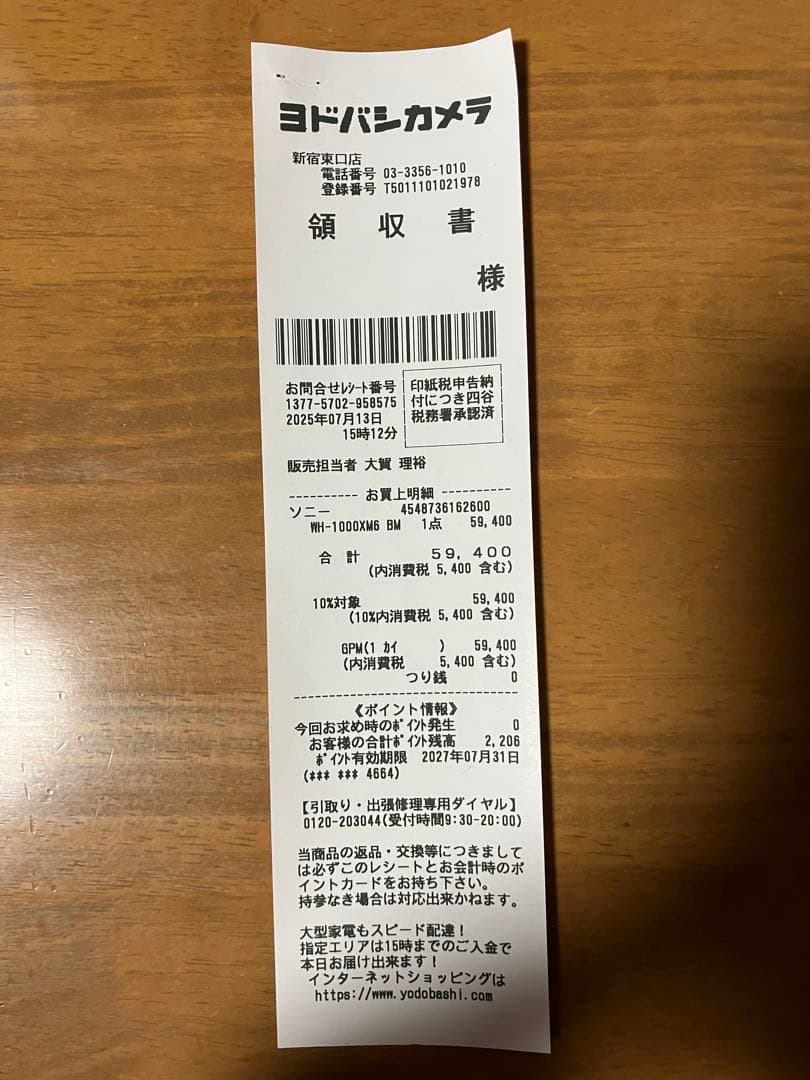 ヨドバシカメラ
新宿東口店
電話番号 03-3356-1010
登録番号 T5011101021978
領 収 書
様
お問合せﾚｼｰﾄ番号
1377-5702-958575
2025年07月13日
15時12分
印紙税申告納
付につき四谷
税務署承認済
販売担当者 大賀 理裕
---------- お買上明細 ----------
ソニー 4548736162600
WH-1000XM6 BM 1点 59,400
合 計 59,400
(内消費税 5,400 含む)
10%対象 59,400
(10%内消費税 5,400 含む)
GPM(1 ｶｲ ) 59,400
(内消費税 5,400 含む)
つり銭 0
--------------------------------
《ポイント情報》
今回お求め時のﾎﾟｲﾝﾄ発生 0
お客様の合計ﾎﾟｲﾝﾄ残高 2,206
ﾎﾟｲﾝﾄ有効期限 2027年07月31日
(*** *** 4664)
【引取り・出張修理専用ダイヤル】
0120-203044(受付時間9:30-20:00)
当商品の返品・交換等につきまして
は必ずこのレシートとお会計時のポ
イントカードをお持ち下さい。
持参なき場合は対応出来かねます。
大型家電もスピード配達！
指定エリアは15時までのご入金で
本日お届け出来ます！
インターネットショッピングは
https://www.yodobashi.com